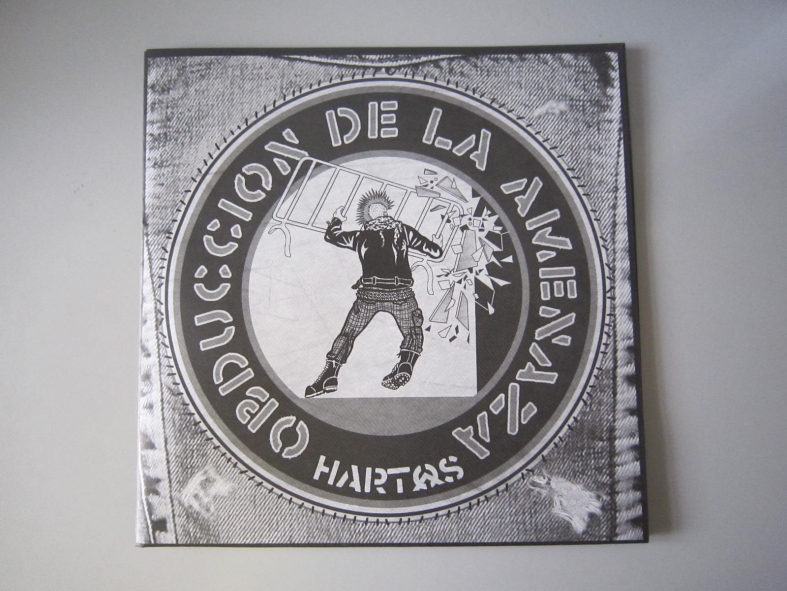 OBDUCCION DE LA AMENAZA
HARTⒶS